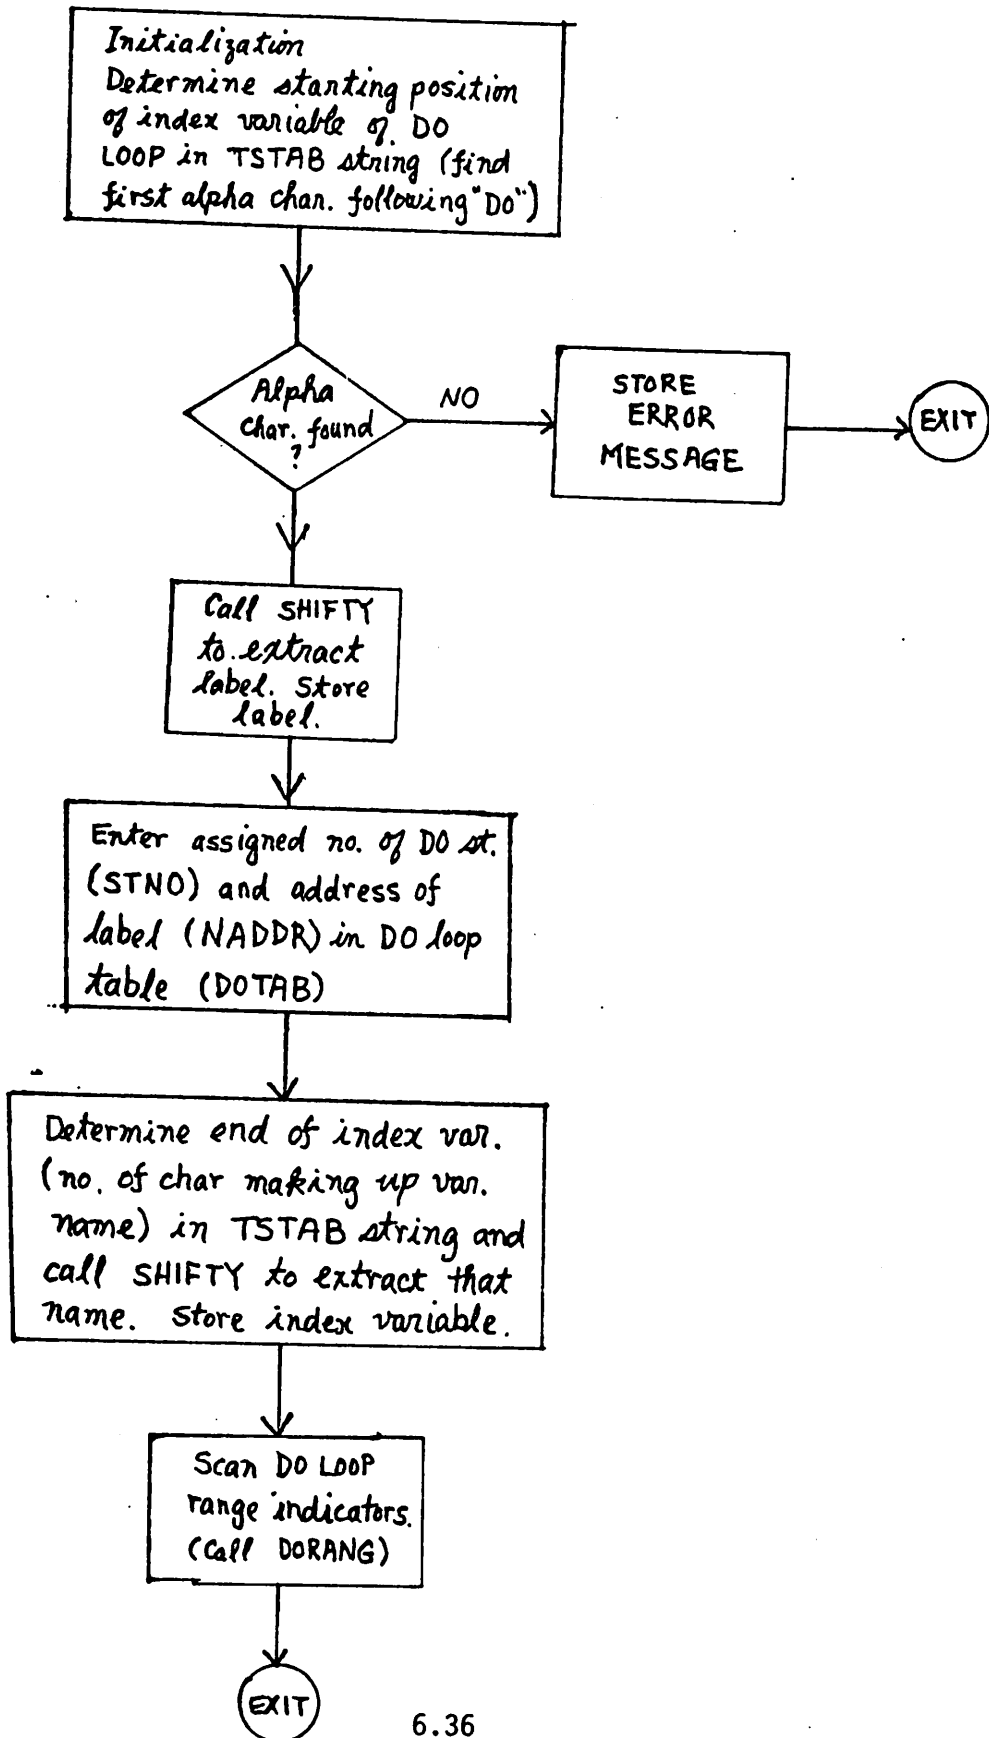 Initialization
Determine starting position
of index variable of DO
LOOP in TSTAB string (find
first alpha char. following "DO")
Alpha
char. found
?
NO
STORE
ERROR
MESSAGE
EXIT
Call SHIFTY
to extract
label. Store
label.
Enter assigned no. of DO st.
(STNO) and address of
label (NADDR) in DO loop
table (DOTAB)
Determine end of index var.
(no. of char making up var.
name) in TSTAB string and
call SHIFTY to extract that
name. Store index variable.
Scan DO LOOP
range indicators.
(Call DORANG)
EXIT
6.36